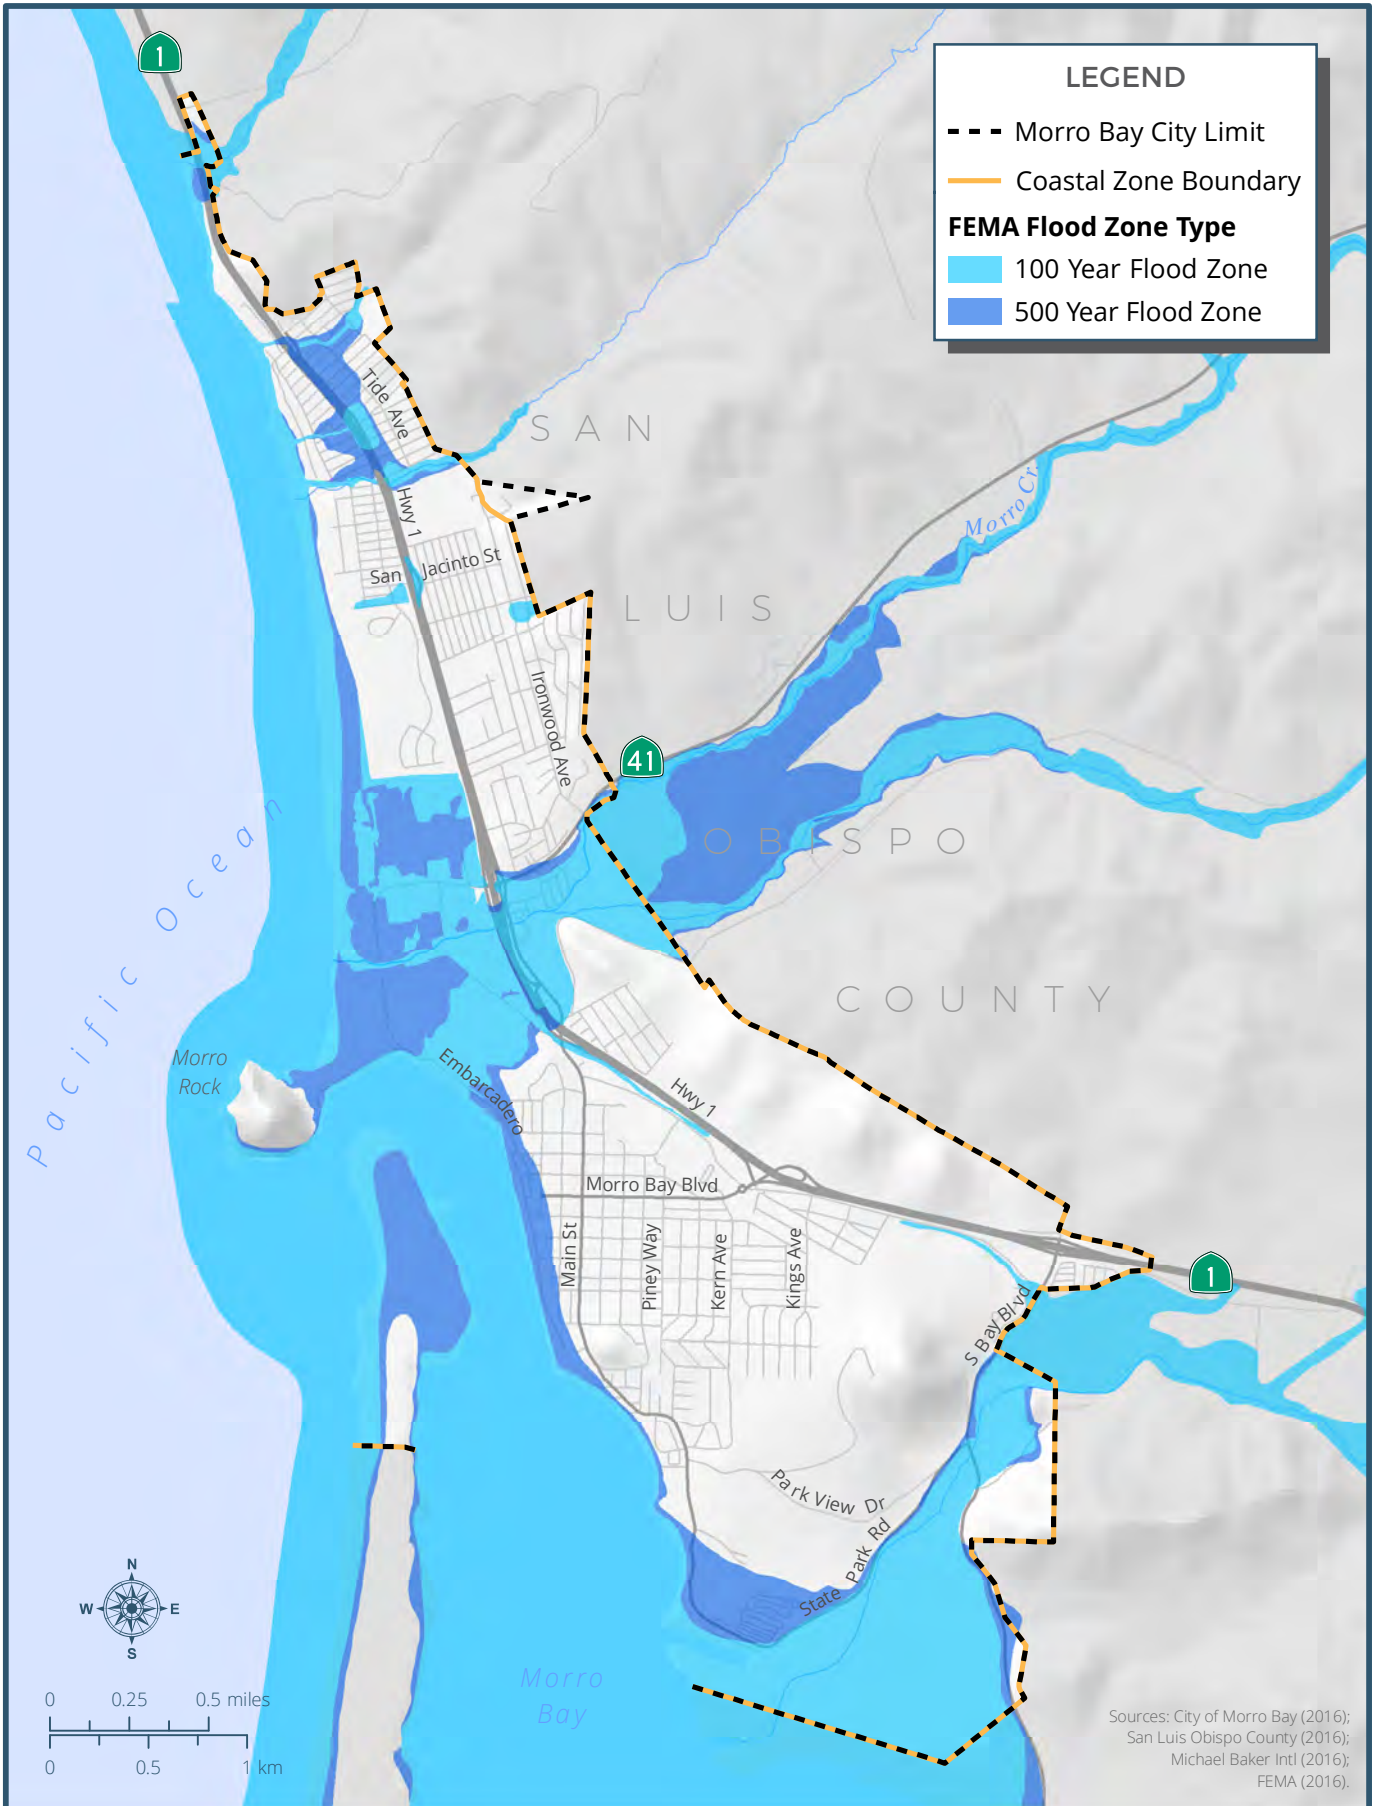 1
LEGEND
Morro Bay City Limit
Coastal Zone Boundary
FEMA Flood Zone Type
100 Year Flood Zone
500 Year Flood Zone
Tide Ave
SAN
Hwy 1
Morro Cr.
San Jacinto St
LUIS
Ironwood Ave
41
OBISPO
Pacific Ocean
COUNTY
Morro
Rock
Embarcadero
Hwy 1
Morro Bay Blvd
Main St
Piney Way
Kern Ave
Kings Ave
1
S Bay Blvd
Park View Dr
State Park Rd
N
W E
S
Morro
Bay
0 0.25 0.5 miles
0 0.5 1 km
Sources: City of Morro Bay (2016);
San Luis Obispo County (2016);
Michael Baker Intl (2016);
FEMA (2016).